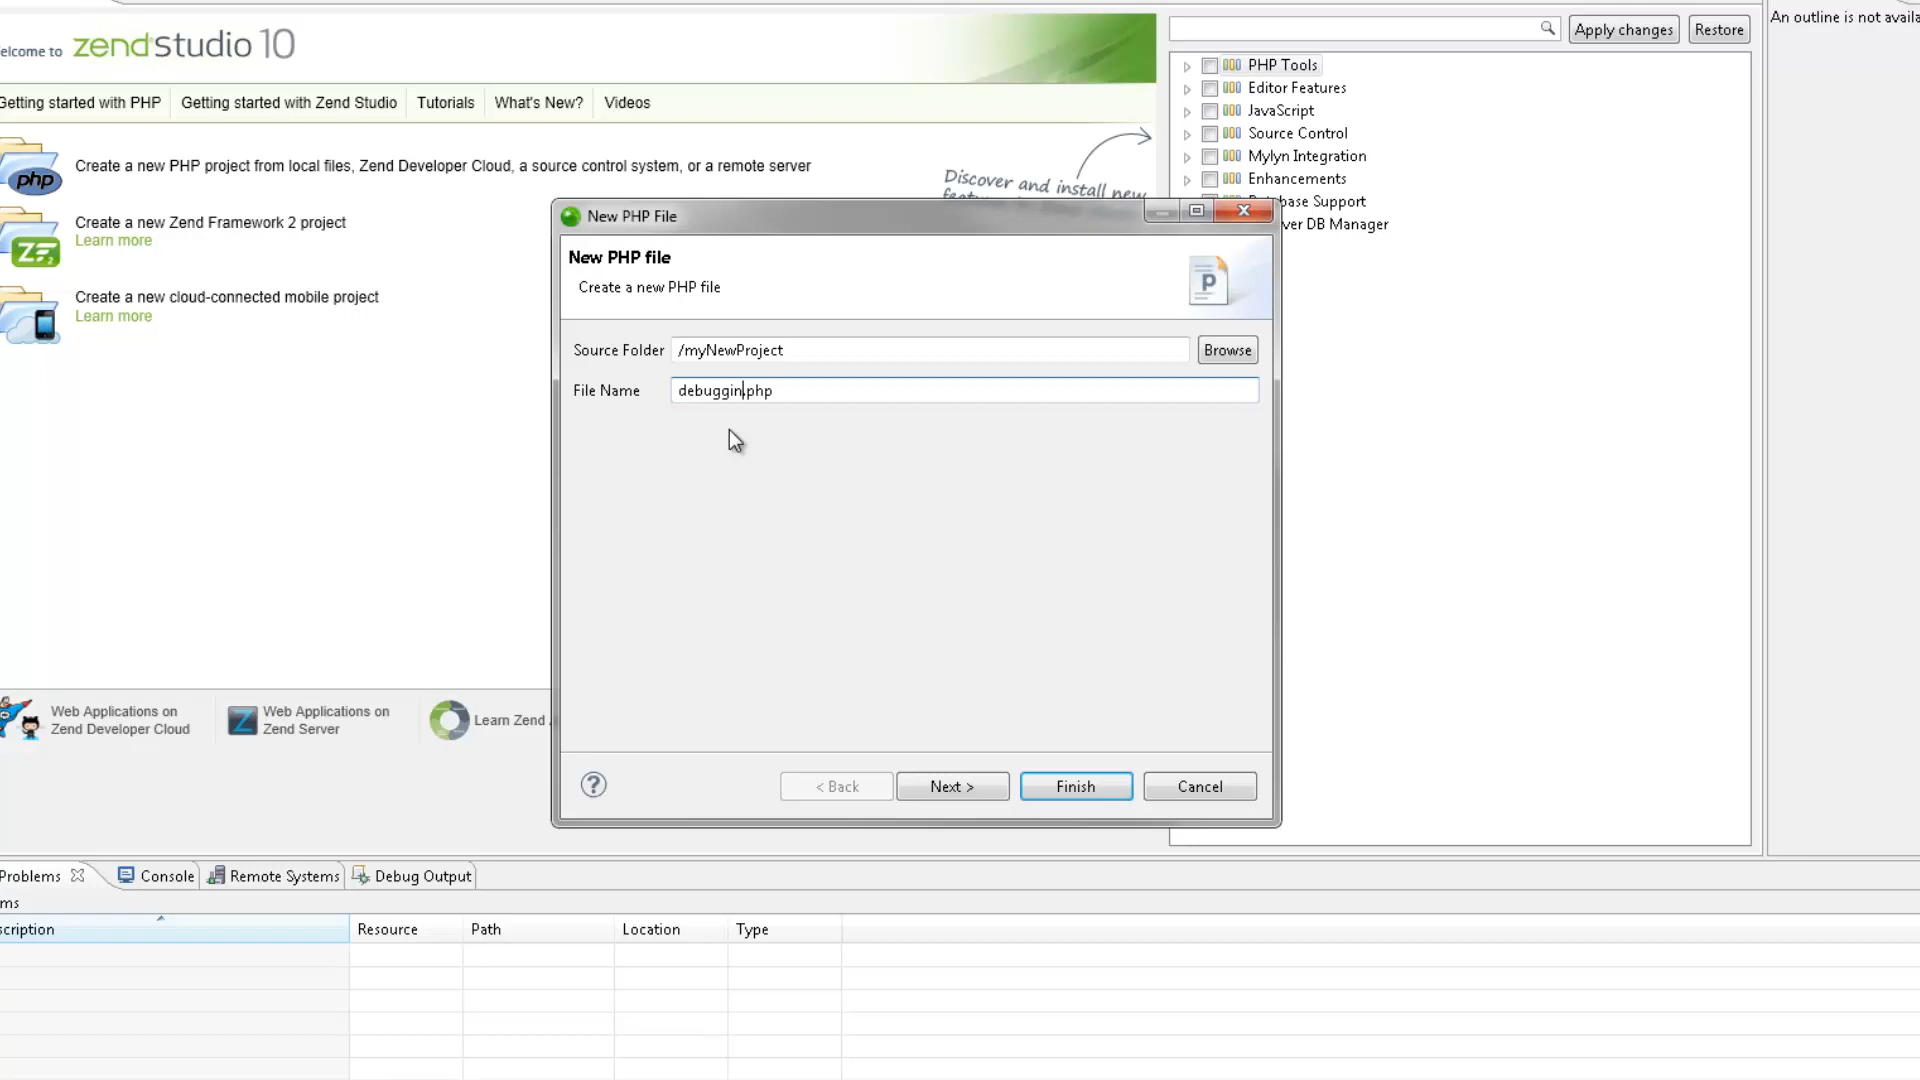 elcome to zend studio 10
Getting started with PHP
Getting started with Zend Studio
Tutorials
What's New?
Videos
Create a new PHP project from local files, Zend Developer Cloud, a source control system, or a remote server
php
Create a new Zend Framework 2 project
Learn more
ZF2
Create a new cloud-connected mobile project
Learn more
Discover and install new
Web Applications on
Zend Developer Cloud
Web Applications on
Zend Server
Learn Zend
Apply changes
Restore
PHP Tools
Editor Features
JavaScript
Source Control
Mylyn Integration
Enhancements
base Support
ver DB Manager
An outline is not availa
New PHP File
New PHP file
Create a new PHP file
P
Source Folder
/myNewProject
Browse
File Name
debuggin.php
?
< Back
Next >
Finish
Cancel
Problems
Console
Remote Systems
Debug Output
ms
scription
Resource
Path
Location
Type